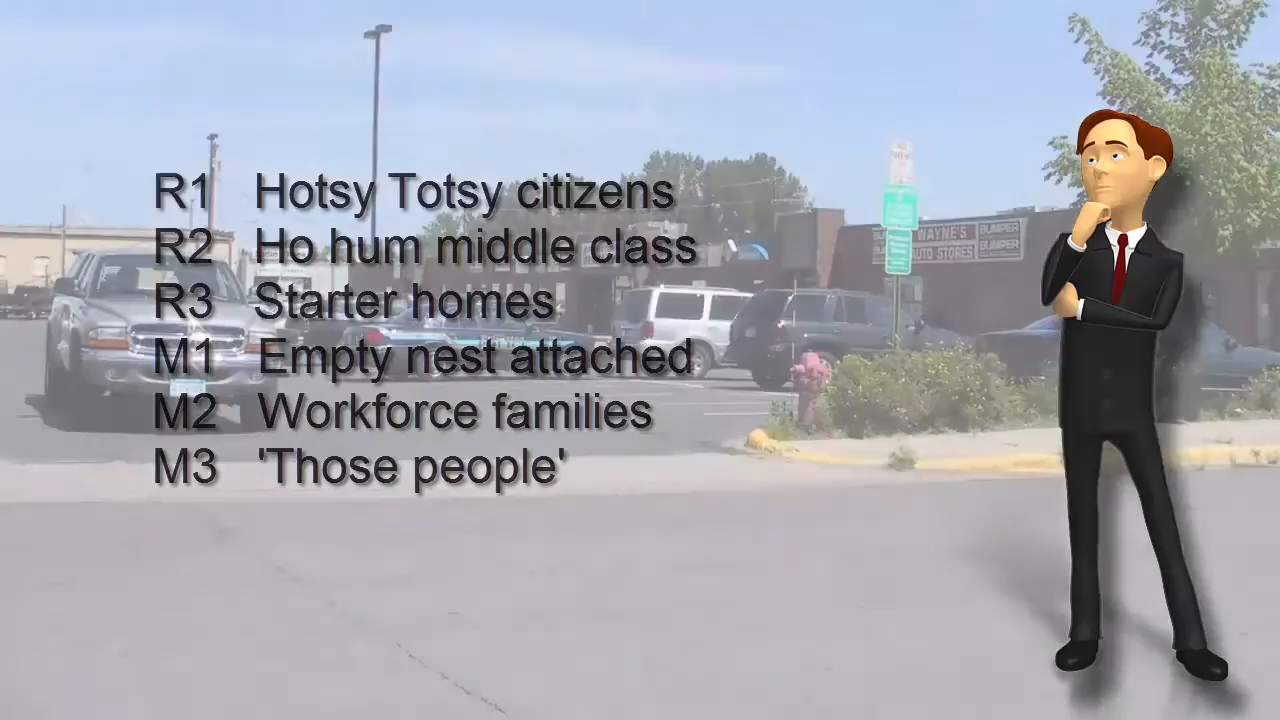 R1 Hotsy Totsy citizens
R2 Ho hum middle class
R3 Starter homes
M1 Empty nest attached
M2 Workforce families
M3 'Those people'
WAYNE'S
AUTO STORES
BUMPER
BUMPER